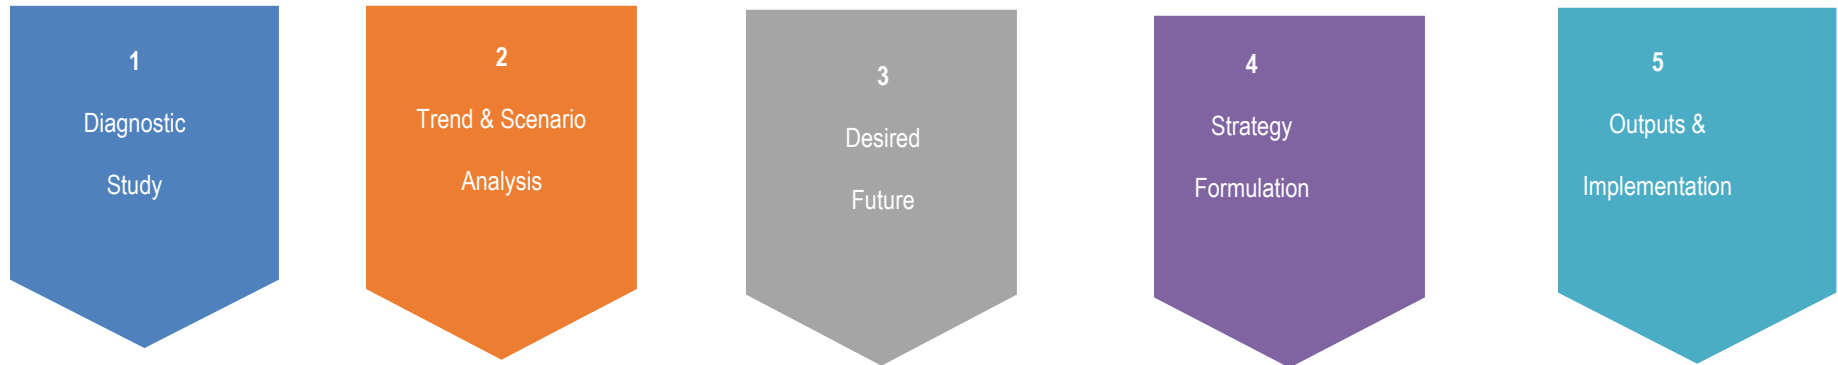 1
Diagnostic
Study
2
Trend & Scenario
Analysis
3
Desired
Future
4
Strategy
Formulation
5
Outputs &
Implementation